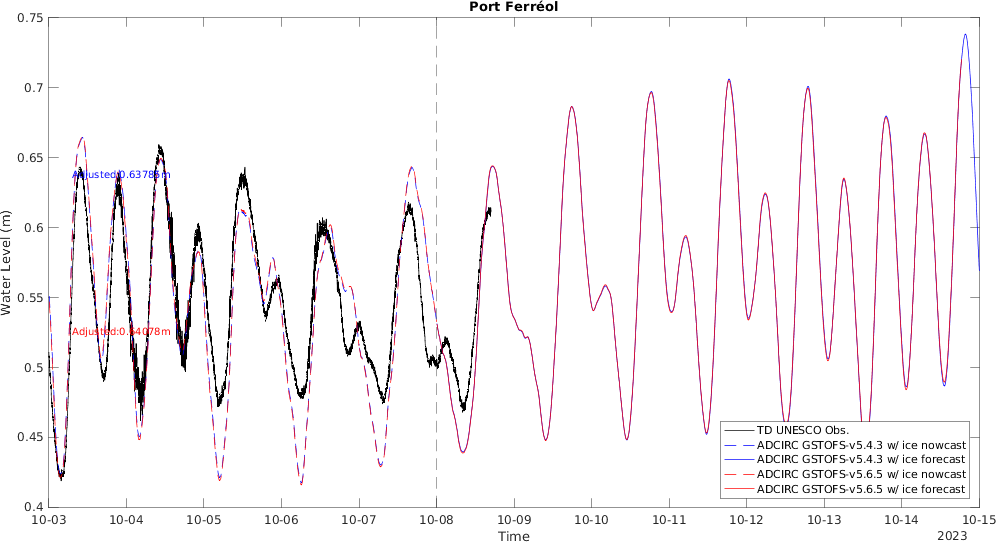 Port Ferréol
Water Level (m)
0.75
0.7
0.65
0.6
0.55
0.5
0.45
0.4
Adjusted:0.63785m
Adjusted:0.64078m
TD UNESCO Obs.
ADCIRC GSTOFS-v5.4.3 w/ ice nowcast
ADCIRC GSTOFS-v5.4.3 w/ ice forecast
ADCIRC GSTOFS-v5.6.5 w/ ice nowcast
ADCIRC GSTOFS-v5.6.5 w/ ice forecast
10-03 10-04 10-05 10-06 10-07 10-08 10-09 10-10 10-11 10-12 10-13 10-14 10-15
Time
2023